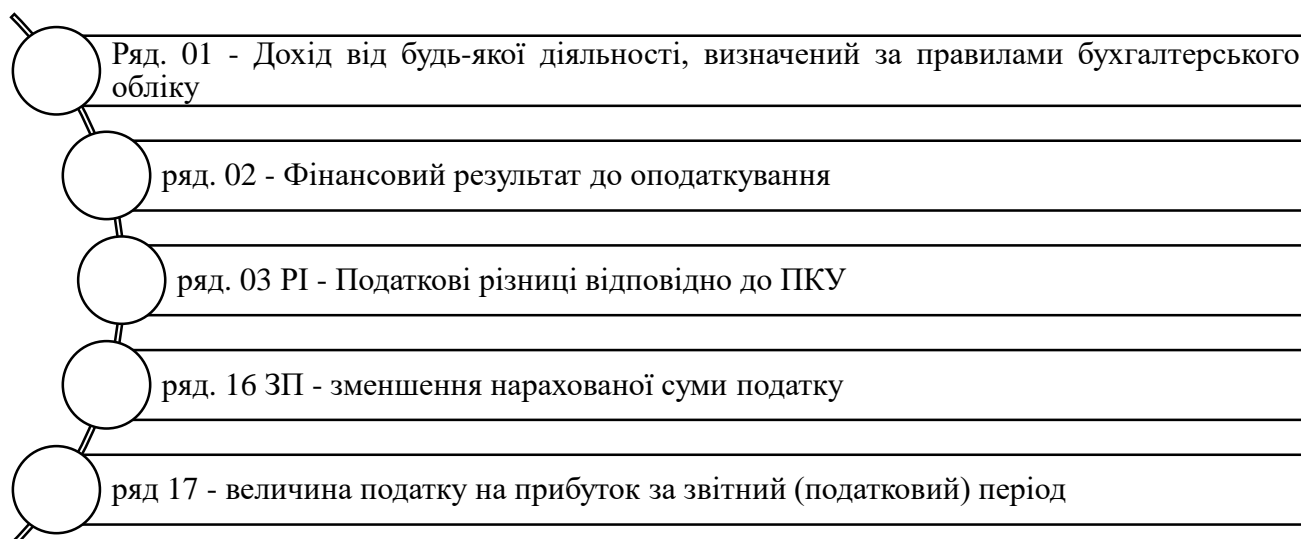 Ряд. 01 - Дохід від будь-якої діяльності, визначений за правилами бухгалтерського
обліку
ряд. 02 - Фінансовий результат до оподаткування
ряд. 03 РІ - Податкові різниці відповідно до ПКУ
ряд. 16 ЗП - зменшення нарахованої суми податку
ряд 17 - величина податку на прибуток за звітний (податковий) період